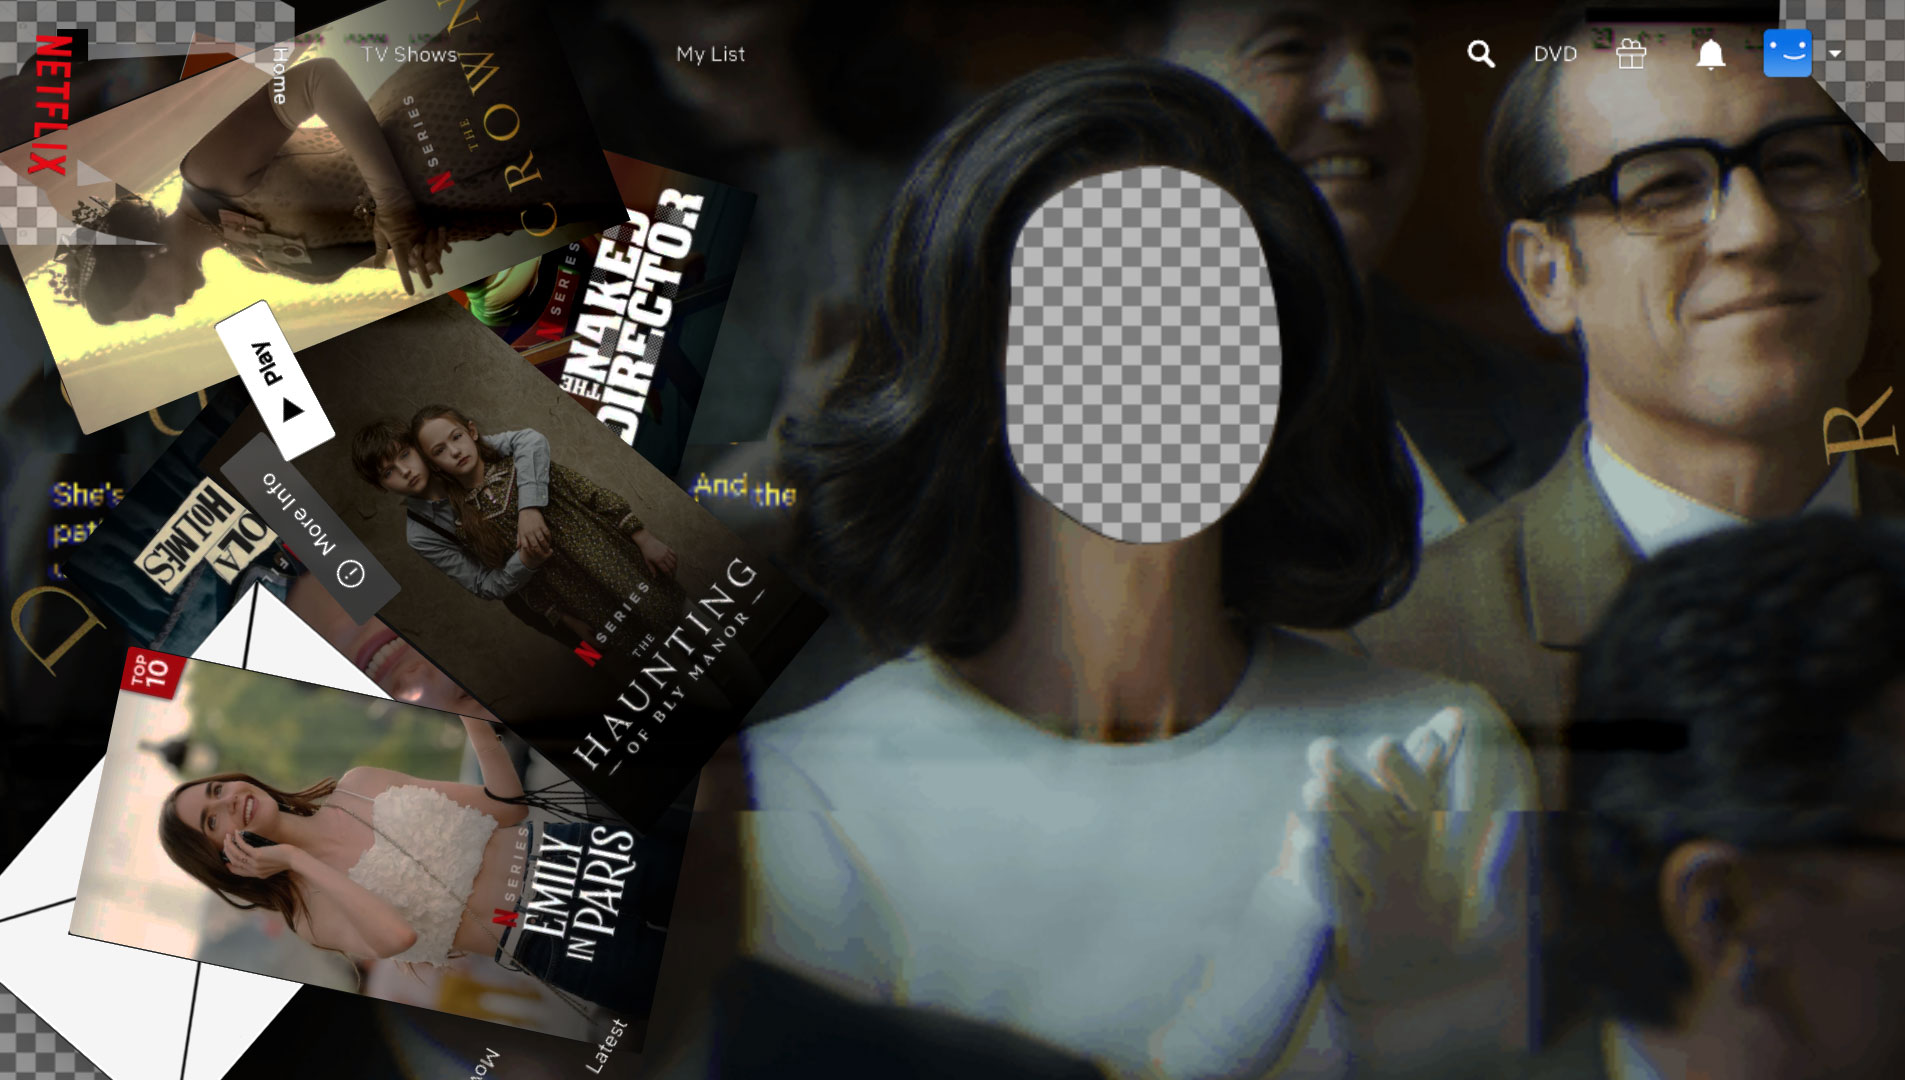 NETFLIX
Home
TV Shows
My List
DVD
THE
CROWN
N SERIES
N SERIES
THE NAKED
DIRECTOR
Play
More Info
She's
And the
R
D
OLA
HOLMES
N SERIES
THE
HAUNTING
OF BLY MANOR
TOP
10
N SERIES
EMILY
IN PARIS
Latest
Mov